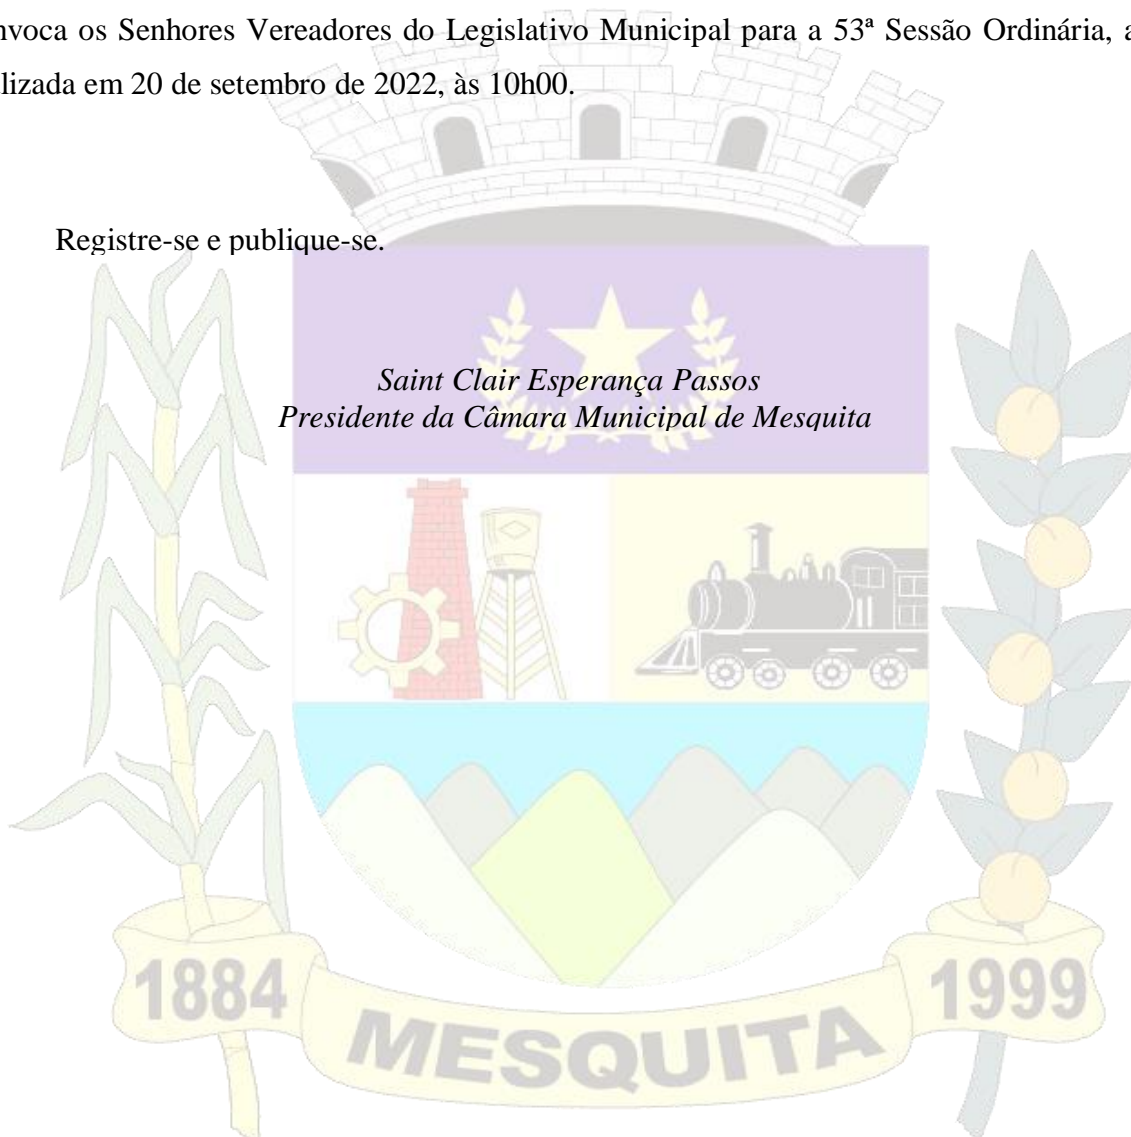 nvoca os Senhores Vereadores do Legislativo Municipal para a 53ª Sessão Ordinária, a
lizada em 20 de setembro de 2022, às 10h00.
Registre-se e publique-se.
Saint Clair Esperança Passos
Presidente da Câmara Municipal de Mesquita
1884
MESQUITA
1999